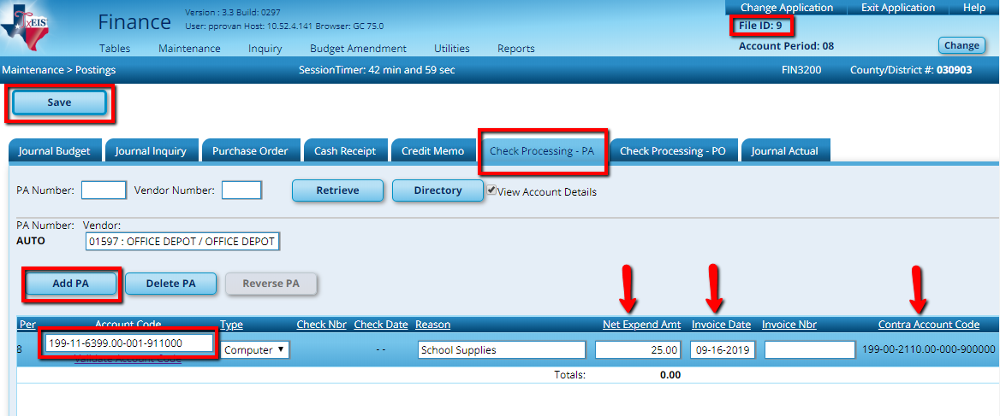 TxEIS
Finance
Version : 3.3 Build: 0297
User: pprovan Host: 10.52.4.141 Browser: GC 75.0
Change Application Exit Application Help
File ID: 9
Account Period: 08 Change
Tables Maintenance Inquiry Budget Amendment Utilities Reports
Maintenance > Postings SessionTimer: 42 min and 59 sec FIN3200 County/District #: 030903
Save
Journal Budget Journal Inquiry Purchase Order Cash Receipt Credit Memo Check Processing - PA Check Processing - PO Journal Actual
PA Number: Vendor Number: Retrieve Directory View Account Details
PA Number: Vendor:
AUTO 01597 : OFFICE DEPOT / OFFICE DEPOT
Add PA Delete PA Reverse PA
Per Account Code Type Check Nbr Check Date Reason Net Expend Amt Invoice Date Invoice Nbr Contra Account Code
8 199-11-6399.00-001-911000 Computer - - School Supplies 25.00 09-16-2019 199-00-2110.00-000-900000
Validate Account Code
Totals: 0.00